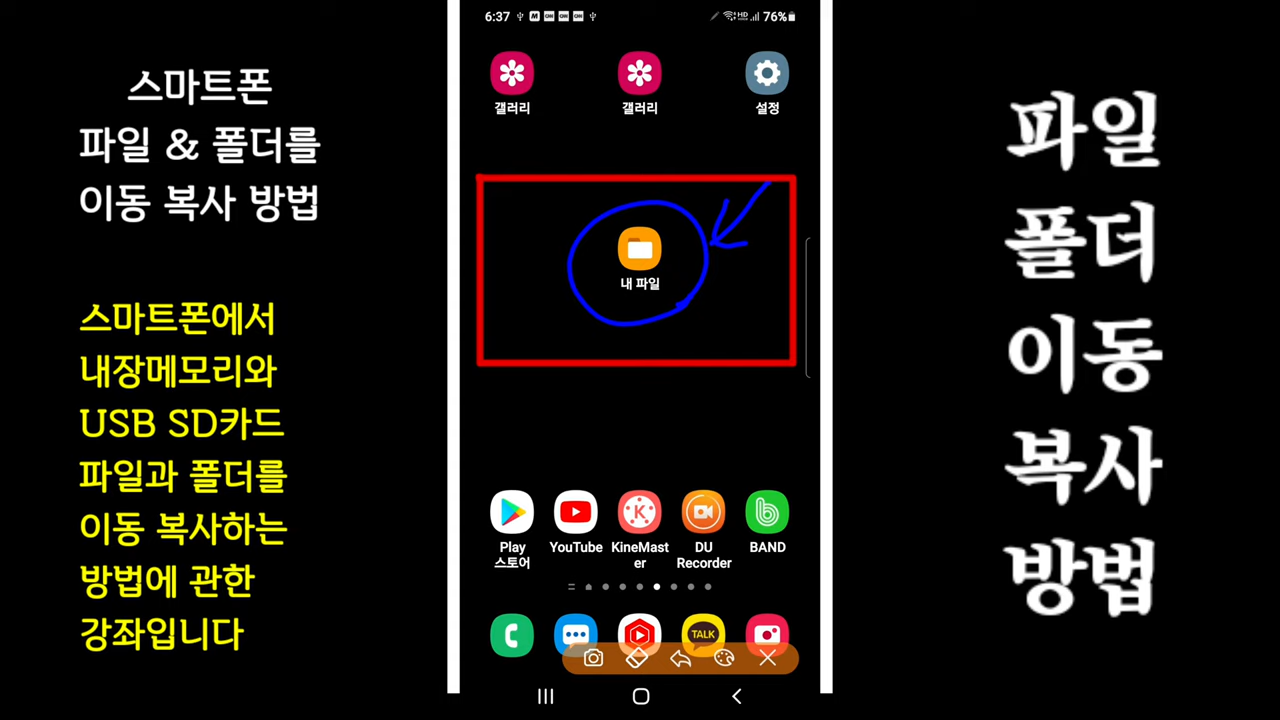 스마트폰
파일 & 폴더를
이동 복사 방법
스마트폰에서
내장메모리와
USB SD카드
파일과 폴더를
이동 복사하는
방법에 관한
강좌입니다
6:37
HD
76%
갤러리
갤러리
설정
내 파일
Play
스토어
YouTube
KineMast
er
DU
Recorder
BAND
TALK
파일
폴더
이동
복사
방법